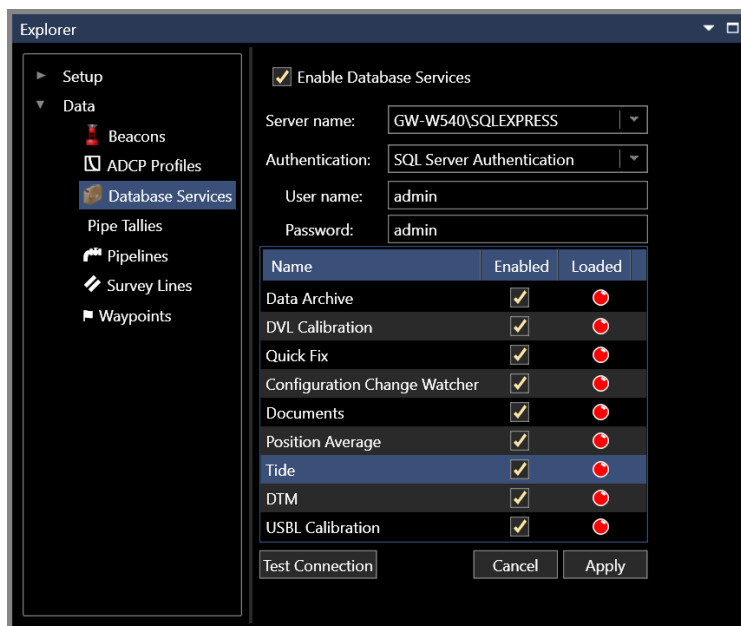 Explorer
Setup
Data
Beacons
ADCP Profiles
Database Services
Pipe Tallies
Pipelines
Survey Lines
Waypoints
Enable Database Services
Server name: GW-W540\SQLEXPRESS
Authentication: SQL Server Authentication
User name: admin
Password: admin
Name Enabled Loaded
Data Archive
DVL Calibration
Quick Fix
Configuration Change Watcher
Documents
Position Average
Tide
DTM
USBL Calibration
Test Connection Cancel Apply